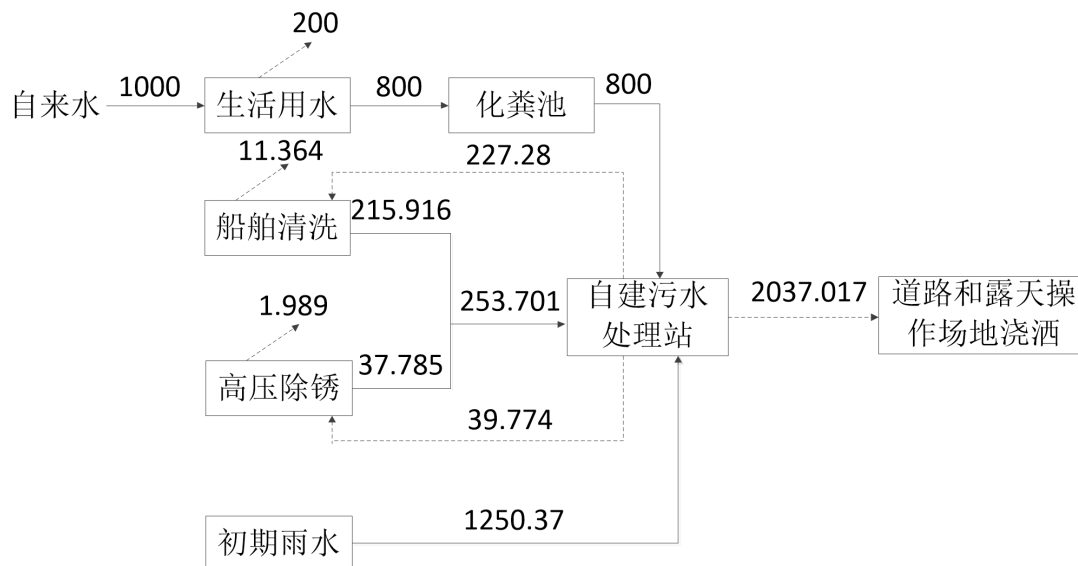 200
1000
800
800
自来水
生活用水
化粪池
11.364
227.28
215.916
船舶清洗
1.989
253.701
自建污水
处理站
2037.017
道路和露天操
作场地浇洒
37.785
高压除锈
39.774
1250.37
初期雨水